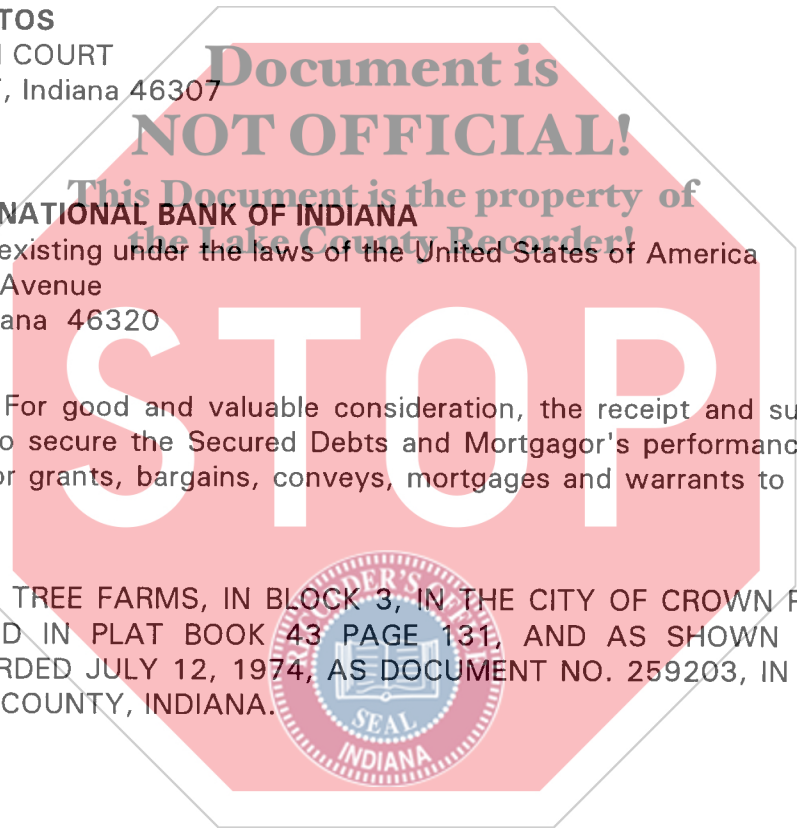 TOS
COURT
Document is
, Indiana 46307
NOT OFFICIAL!
This Document is the property of
NATIONAL BANK OF INDIANA
the Lake County Recorder!
existing under the laws of the United States of America
Avenue
ana 46320
STOP
For good and valuable consideration, the receipt and su
o secure the Secured Debts and Mortgagor's performanc
or grants, bargains, conveys, mortgages and warrants to
TREE FARMS, IN BLOCK 3, IN THE CITY OF CROWN P
D IN PLAT BOOK 43 PAGE 131, AND AS SHOWN
RDED JULY 12, 1974, AS DOCUMENT NO. 259203, IN
COUNTY, INDIANA.
RECORDER'S OFFICE
SEAL
INDIANA